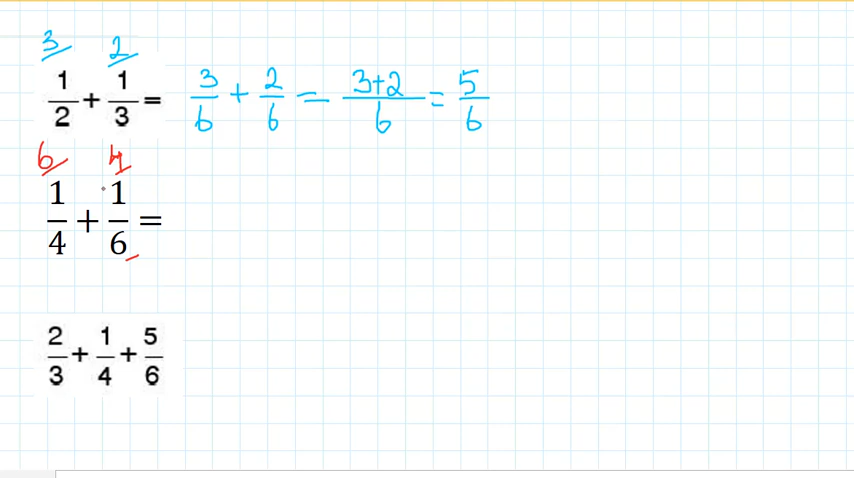 3 2
1/2 + 1/3 = 3/6 + 2/6 = 3+2/6 = 5/6
6 4
1/4 + 1/6 =
2/3 + 1/4 + 5/6